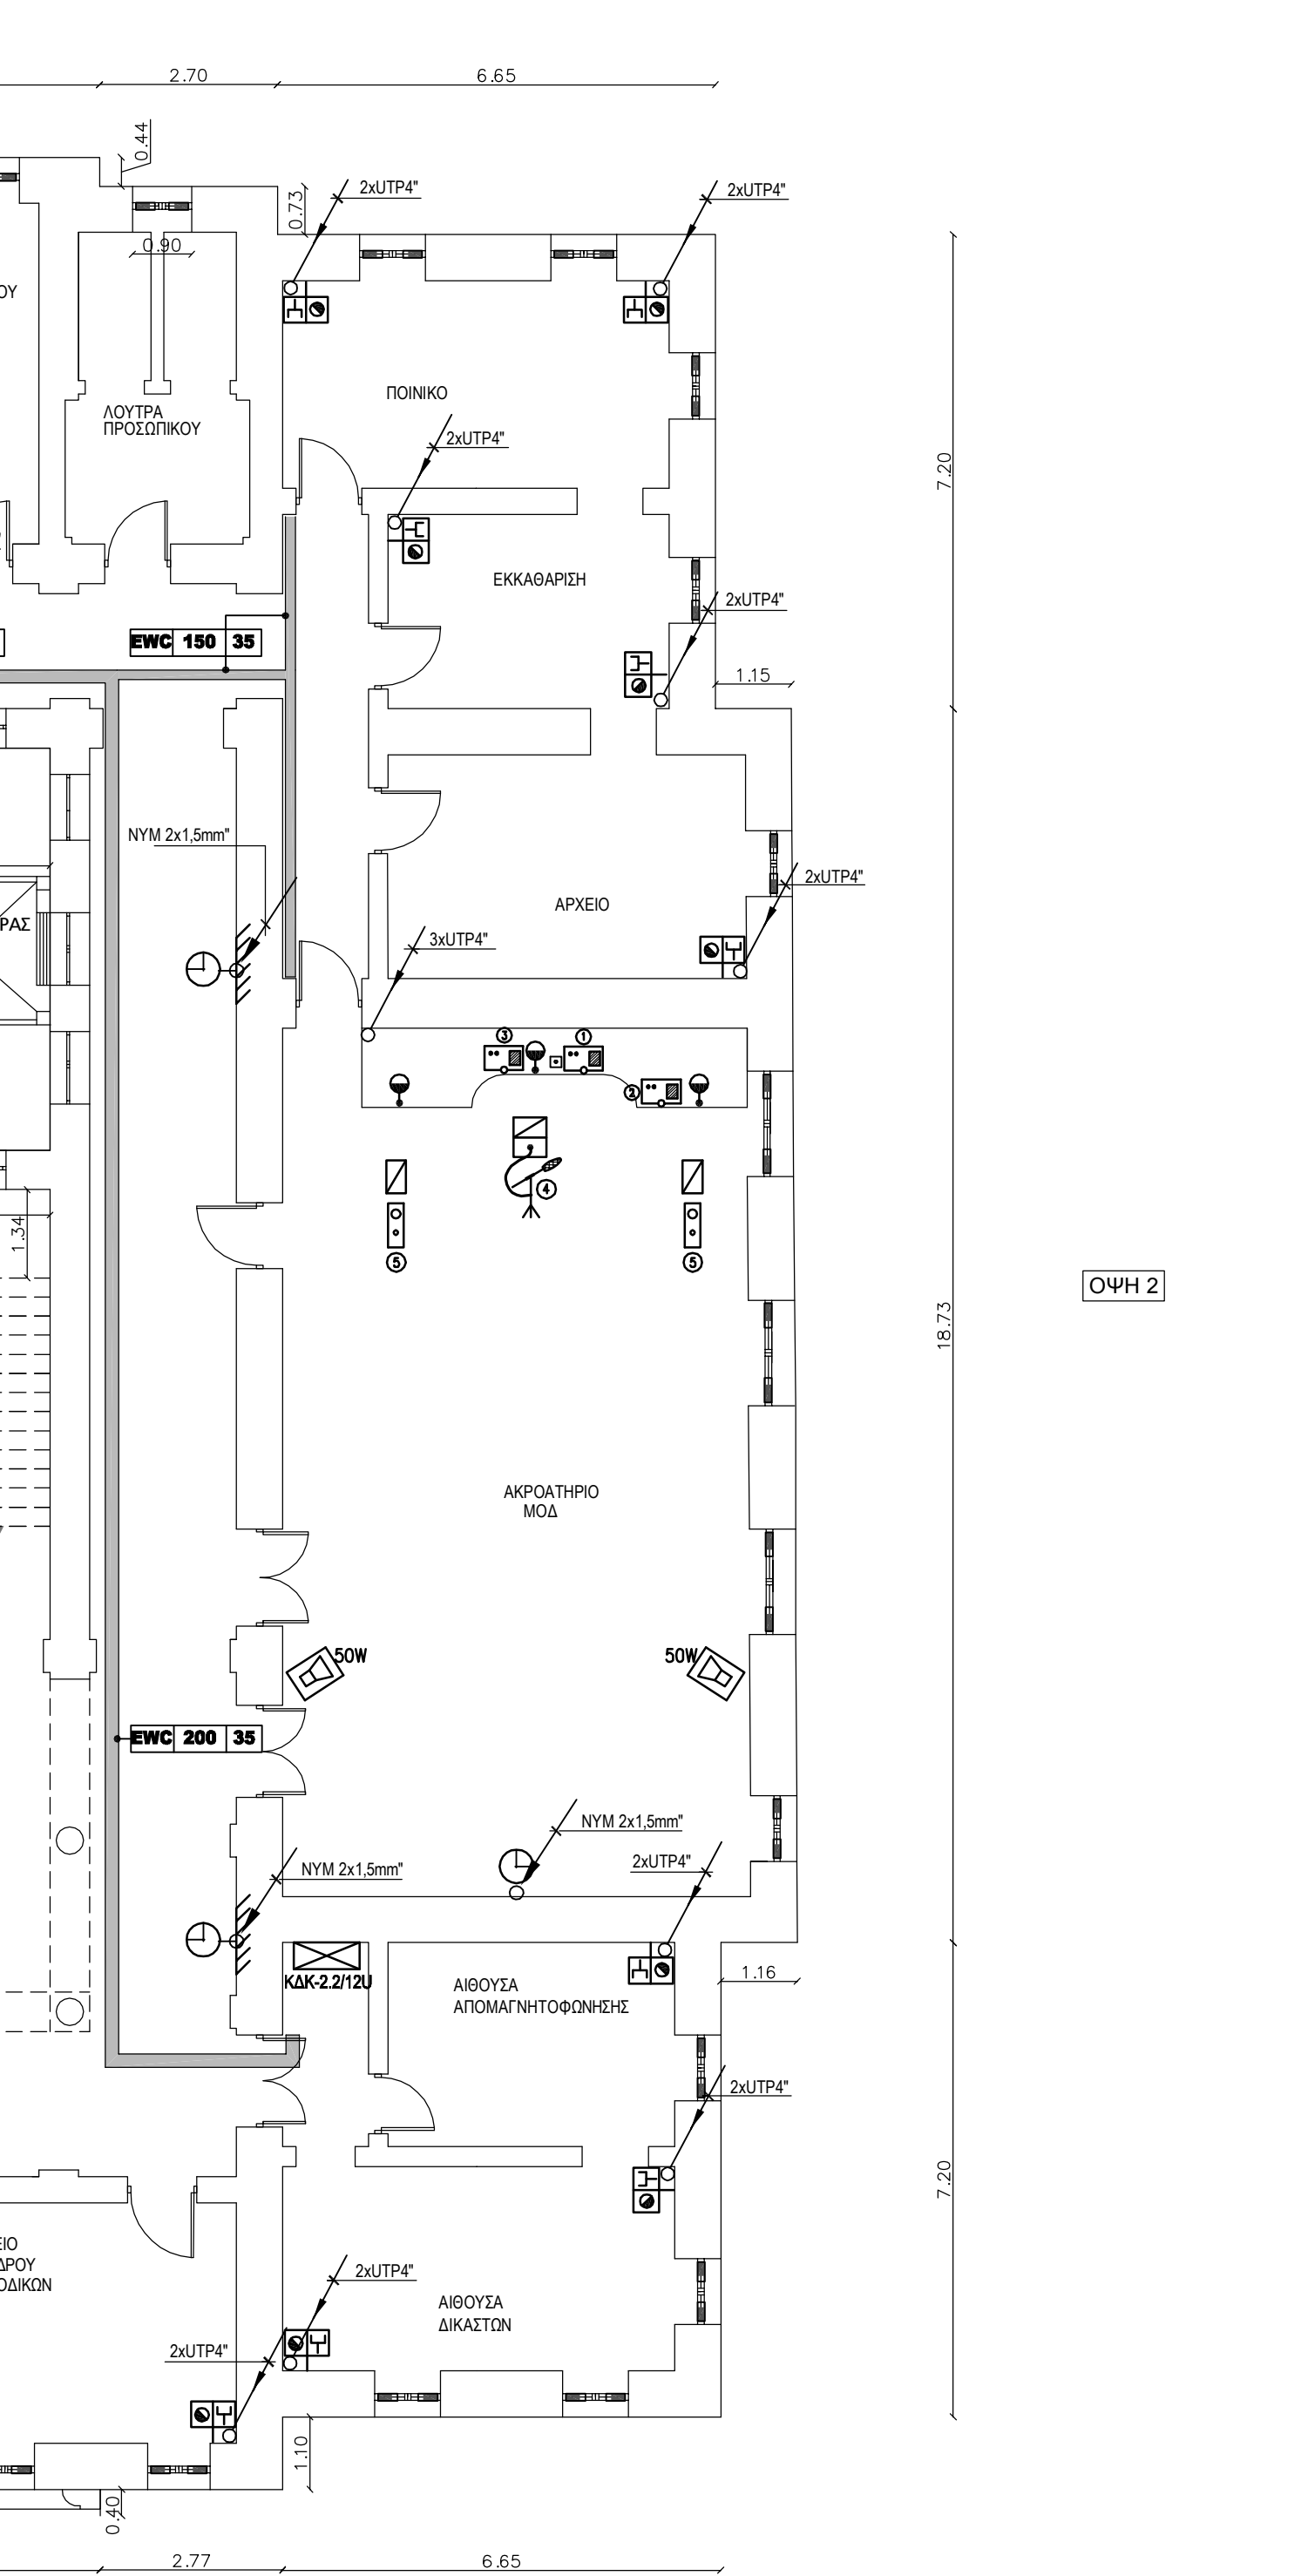 2.70
6.65
0.44
0.73
2xUTP4"
2xUTP4"
0.90
ΟΥ
ΠΟΙΝΙΚΟ
ΛΟΥΤΡΑ
ΠΡΟΣΩΠΙΚΟΥ
2xUTP4"
7.20
ΕΚΚΑΘΑΡΙΣΗ
2xUTP4"
EWC 150 35
1.15
NYM 2x1,5mm"
2xUTP4"
ΑΡΧΕΙΟ
ΡΑΣ
3xUTP4"
3
1
2
4
1.34
5
5
ΟΨΗ 2
18.73
ΑΚΡΟΑΤΗΡΙΟ
ΜΟΔ
50W
50W
EWC 200 35
NYM 2x1,5mm"
2xUTP4"
NYM 2x1,5mm"
1.16
ΚΔΚ-2.2/12U
ΑΙΘΟΥΣΑ
ΑΠΟΜΑΓΝΗΤΟΦΩΝΗΣΗΣ
2xUTP4"
7.20
ΕΙΟ
ΔΡΟΥ
ΟΔΙΚΩΝ
2xUTP4"
ΑΙΘΟΥΣΑ
ΔΙΚΑΣΤΩΝ
2xUTP4"
1.10
0.40
2.77
6.65